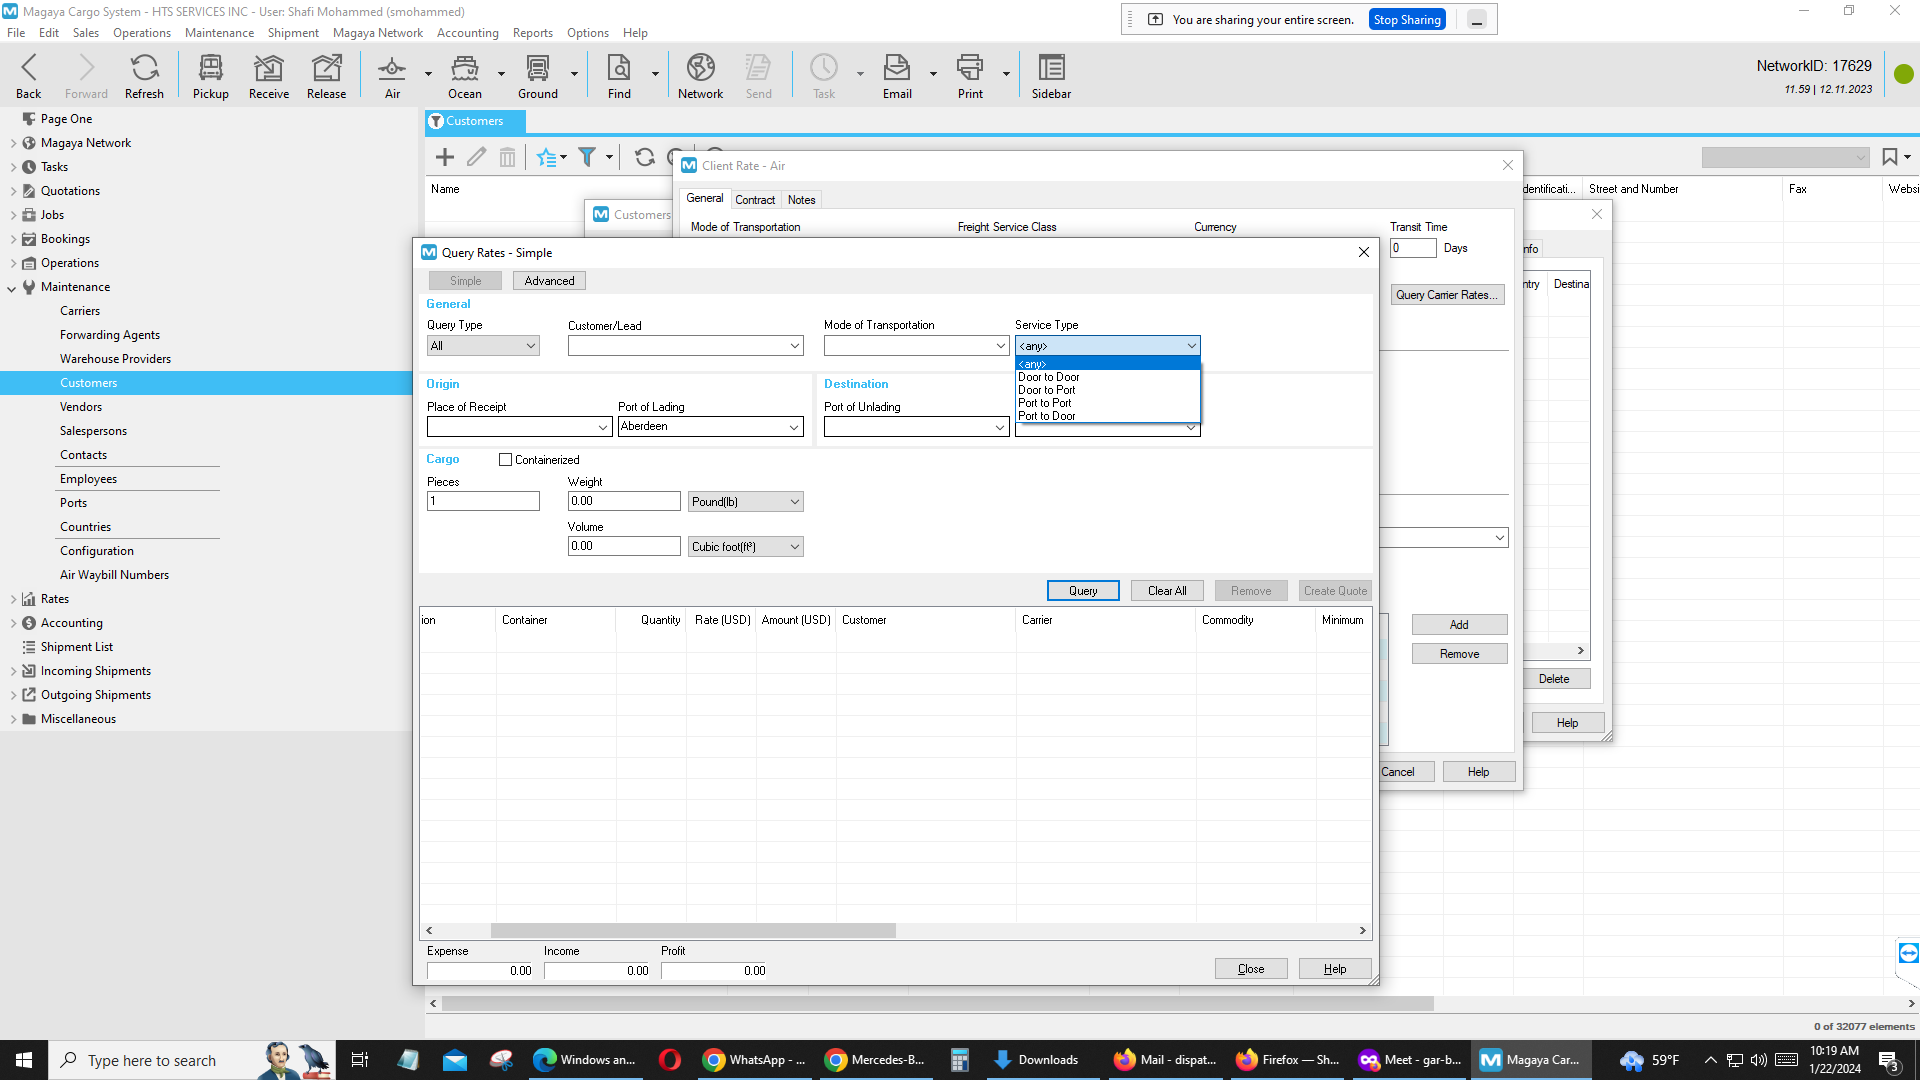 Magaya Cargo System - HTS SERVICES INC - User: Shafi Mohammed (smohammed)
You are sharing your entire screen.
Stop Sharing
File Edit Sales Operations Maintenance Shipment Magaya Network Accounting Reports Options Help
Back Forward Refresh Pickup Receive Release Air Ocean Ground Find Network Send Task Email Print Sidebar
NetworkID: 17629
11.59 | 12.11.2023
Page One
Magaya Network
Tasks
Quotations
Jobs
Bookings
Operations
Maintenance
Carriers
Forwarding Agents
Warehouse Providers
Customers
Vendors
Salespersons
Contacts
Employees
Ports
Countries
Configuration
Air Waybill Numbers
Rates
Accounting
Shipment List
Incoming Shipments
Outgoing Shipments
Miscellaneous
Customers
Name
Street and Number Fax
Customers
Client Rate - Air
General Contract Notes
Mode of Transportation Freight Service Class Currency Transit Time
0 Days
Query Carrier Rates...
Add
Remove
Cancel Help
Delete
Help
Query Rates - Simple
Simple Advanced
General
Query Type Customer/Lead Mode of Transportation Service Type
All <any>
<any>
Door to Door
Door to Port
Port to Port
Port to Door
Origin Destination
Place of Receipt Port of Lading Port of Unlading
Aberdeen
Cargo Containerized
Pieces Weight
1 0.00 Pound(lb)
Volume
0.00 Cubic foot(ft³)
Query Clear All Remove Create Quote
ion Container Quantity Rate (USD) Amount (USD) Customer Carrier Commodity Minimum
Expense Income Profit
0.00 0.00 0.00
Close Help
0 of 32077 elements
Type here to search
Windows an...
WhatsApp - ...
Mercedes-B...
Downloads
Mail - dispat...
Firefox — Sh...
Meet - gar-b...
Magaya Car...
59°F
10:19 AM
1/22/2024
3